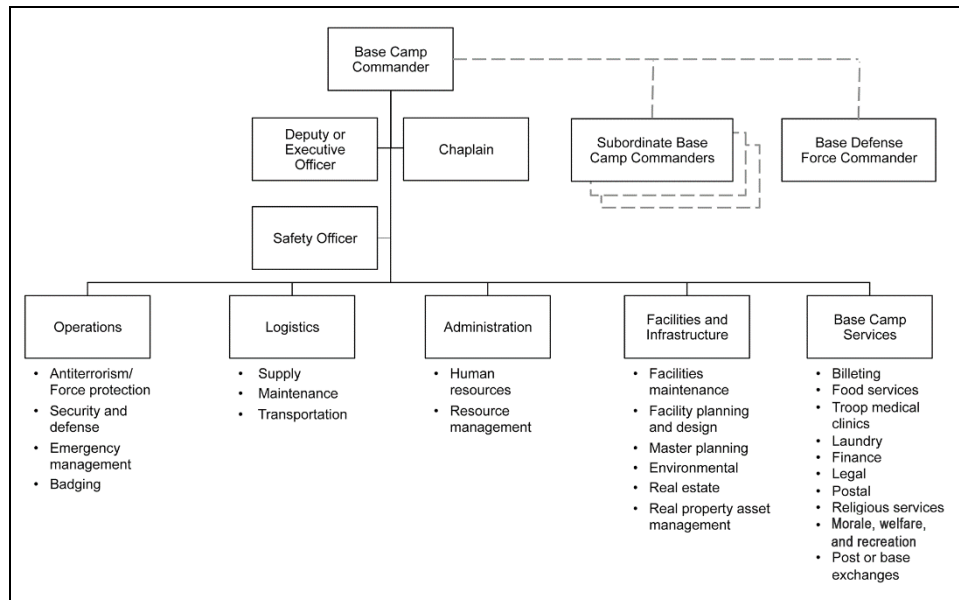 Base Camp
Commander
Deputy or
Executive
Officer
Chaplain
Subordinate Base
Camp Commanders
Base Defense
Force Commander
Safety Officer
Operations
• Antiterrorism/
Force protection
• Security and
defense
• Emergency
management
• Badging
Logistics
• Supply
• Maintenance
• Transportation
Administration
• Human
resources
• Resource
management
Facilities and
Infrastructure
• Facilities
maintenance
• Facility planning
and design
• Master planning
• Environmental
• Real estate
• Real property asset
management
Base Camp
Services
• Billeting
• Food services
• Troop medical
clinics
• Laundry
• Finance
• Legal
• Postal
• Religious services
• Morale, welfare,
and recreation
• Post or base
exchanges